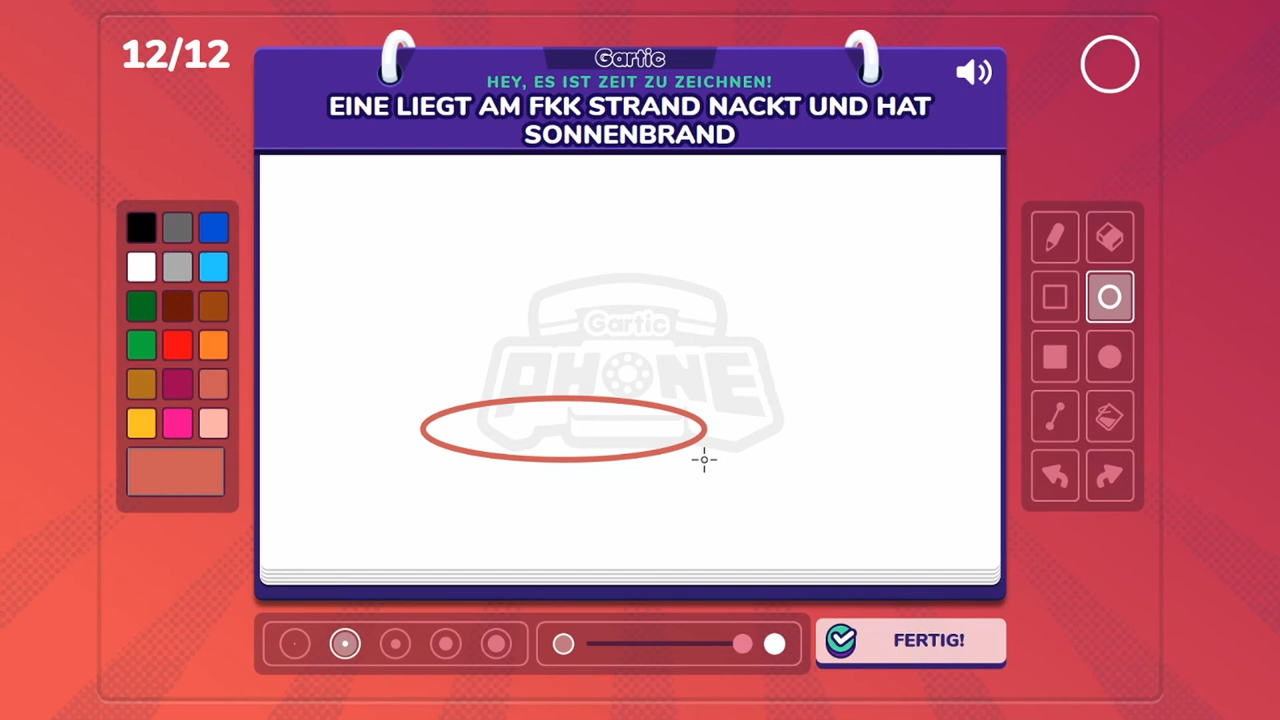 12/12
Gartic
HEY, ES IST ZEIT ZU ZEICHNEN!
EINE LIEGT AM FKK STRAND NACKT UND HAT
SONNENBRAND
Gartic
PHONE
FERTIG!